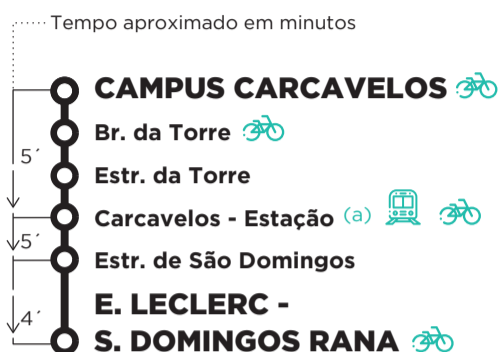 Tempo aproximado em minutos
CAMPUS CARCAVELOS
Br. da Torre
5´
Estr. da Torre
Carcavelos - Estação (a)
5´
Estr. de São Domingos
E. LECLERC -
4´
S. DOMINGOS RANA